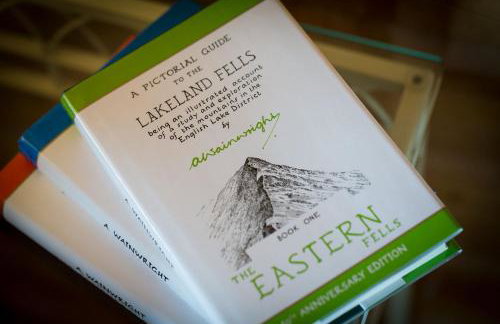 A PICTORIAL GUIDE
TO THE
LAKELAND FELLS
being an illustrated account
of a study and exploration
of the mountains in the
English Lake District
by
awainwright
BOOK ONE
THE
EASTERN
FELLS
ANNIVERSARY EDITION
A WAINWRIGHT
A WAINWRIGHT